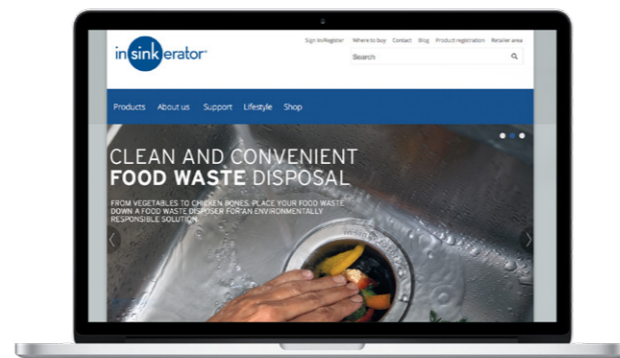 insinkerator®
Sign In/Register Where to buy Contact Blog Product registration Retailer area
Search
Products About us Support Lifestyle Shop
CLEAN AND CONVENIENT
FOOD WASTE DISPOSAL
FROM VEGETABLES TO CHICKEN BONES, PLACE YOUR FOOD WASTE
DOWN A FOOD WASTE DISPOSER FOR AN ENVIRONMENTALLY
RESPONSIBLE SOLUTION